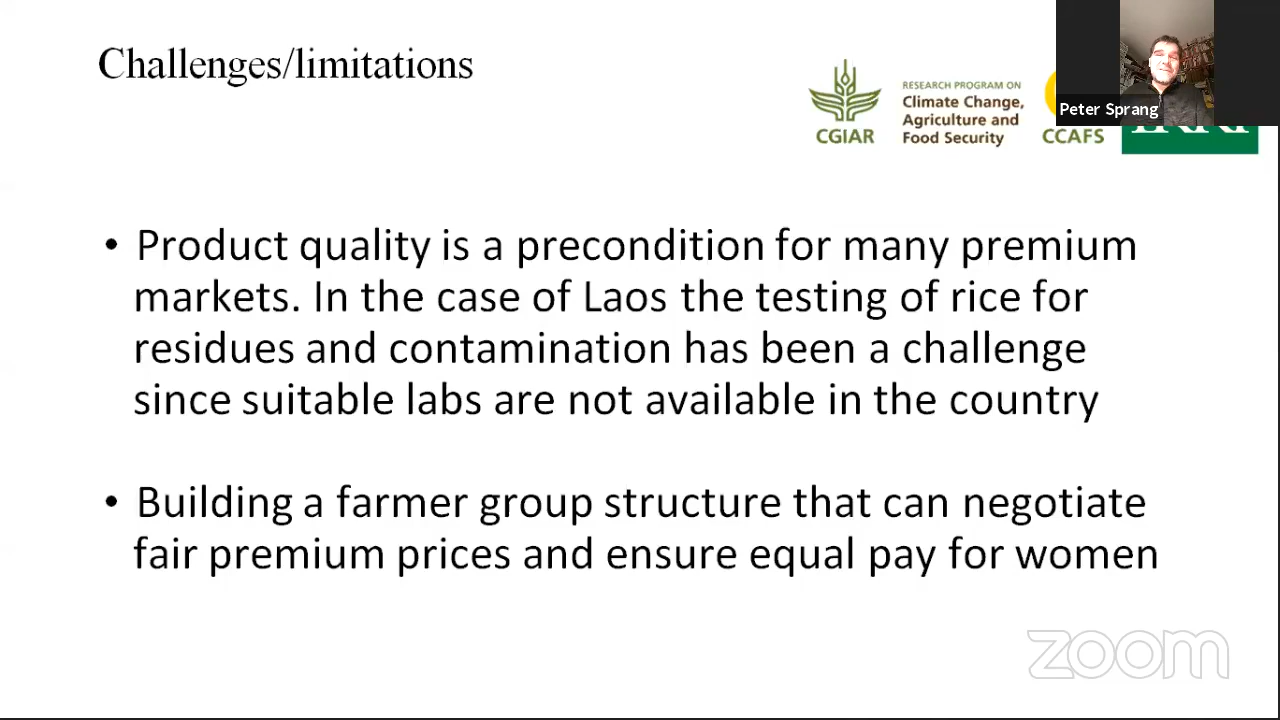 Challenges/limitations
RESEARCH PROGRAM ON
Climate Change,
Agriculture and
Food Security
CGIAR
CCAFS
Peter Sprang
• Product quality is a precondition for many premium
markets. In the case of Laos the testing of rice for
residues and contamination has been a challenge
since suitable labs are not available in the country
• Building a farmer group structure that can negotiate
fair premium prices and ensure equal pay for women
zoom